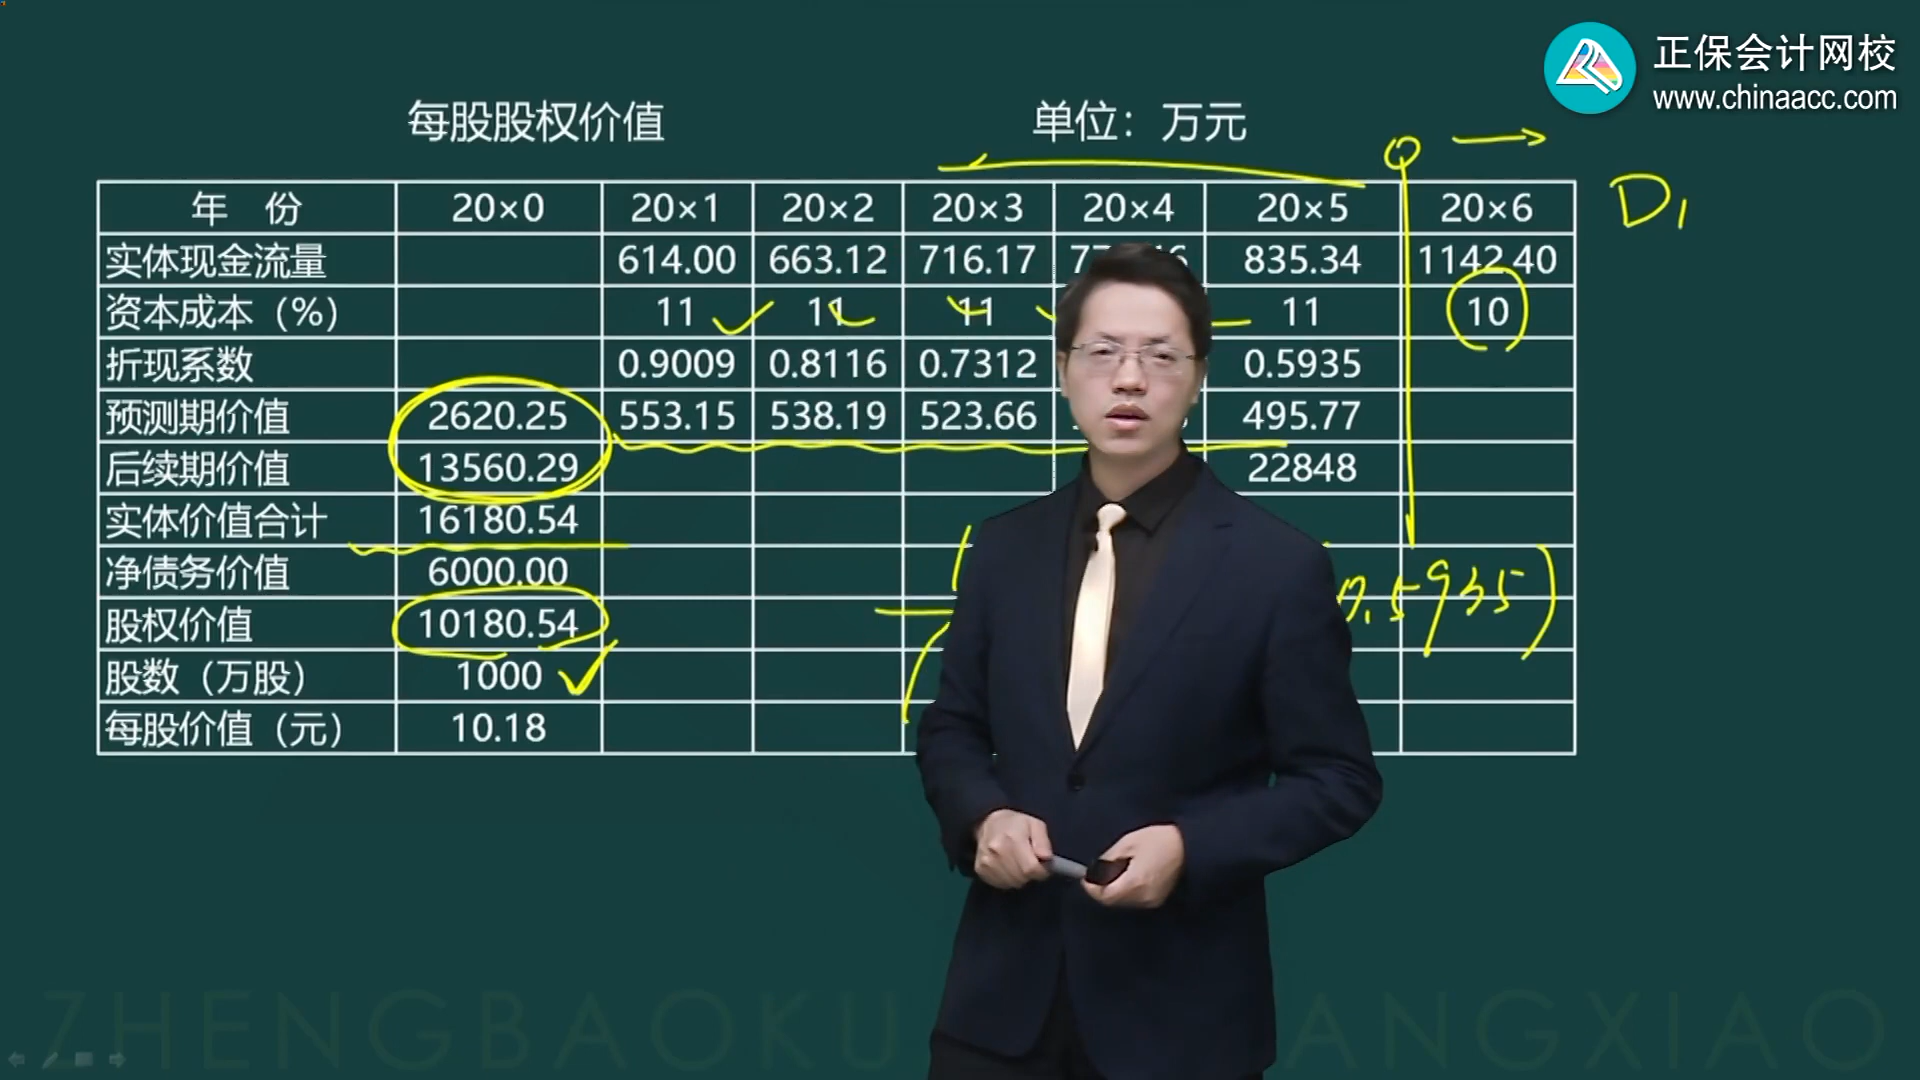 正保会计网校
www.chinaacc.com
每股股权价值 单位：万元
D₁
年 份 20×0 20×1 20×2 20×3 20×4 20×5 20×6
实体现金流量 614.00 663.12 716.17 835.34 1142.40
资本成本（%） 11 11 11 11 10
折现系数 0.9009 0.8116 0.7312 0.5935
预测期价值 2620.25 553.15 538.19 523.66 495.77
后续期价值 13560.29 22848
实体价值合计 16180.54
净债务价值 6000.00
0.5935)
股权价值 10180.54
股数（万股） 1000
每股价值（元） 10.18